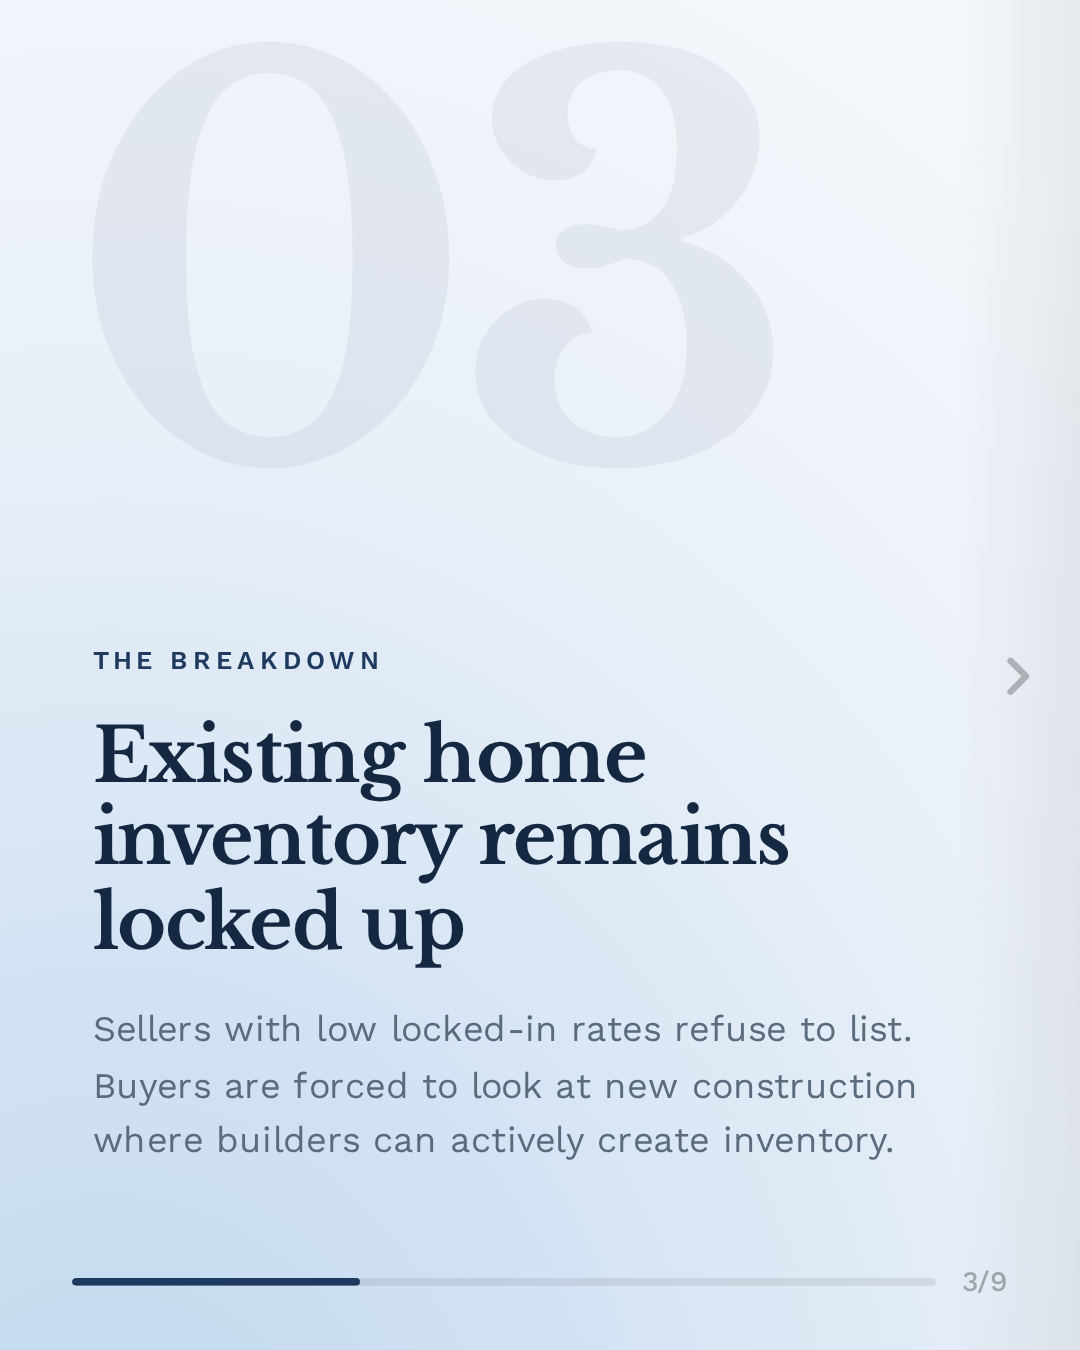 03
THE BREAKDOWN
Existing home
inventory remains
locked up
Sellers with low locked-in rates refuse to list.
Buyers are forced to look at new construction
where builders can actively create inventory.
3/9